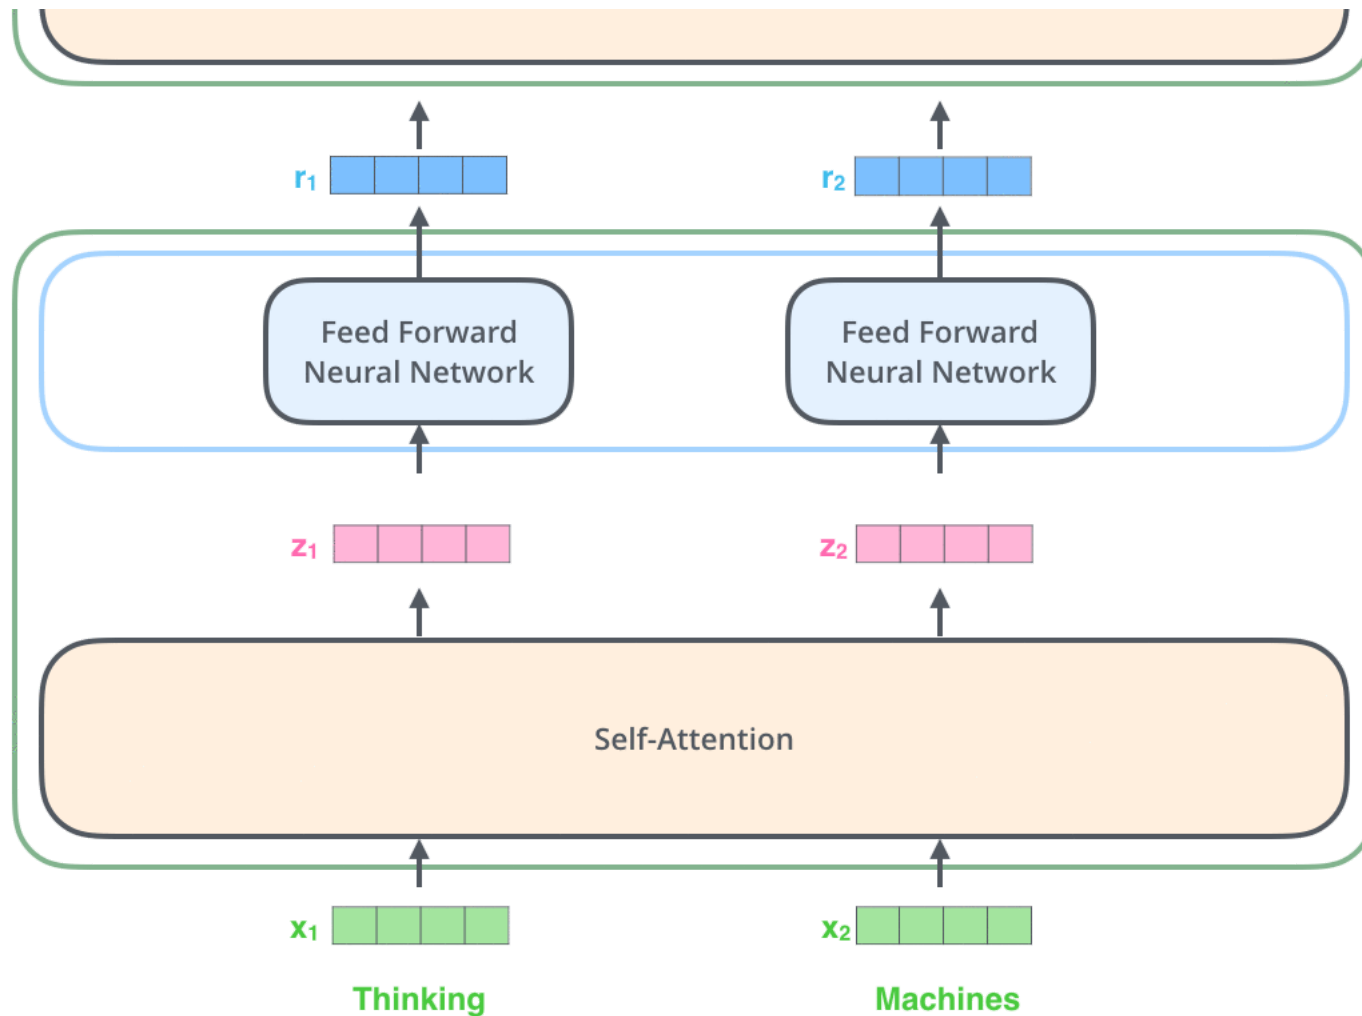 r₁
r₂
Feed Forward
Neural Network
Feed Forward
Neural Network
z₁
z₂
Self-Attention
x₁
x₂
Thinking
Machines